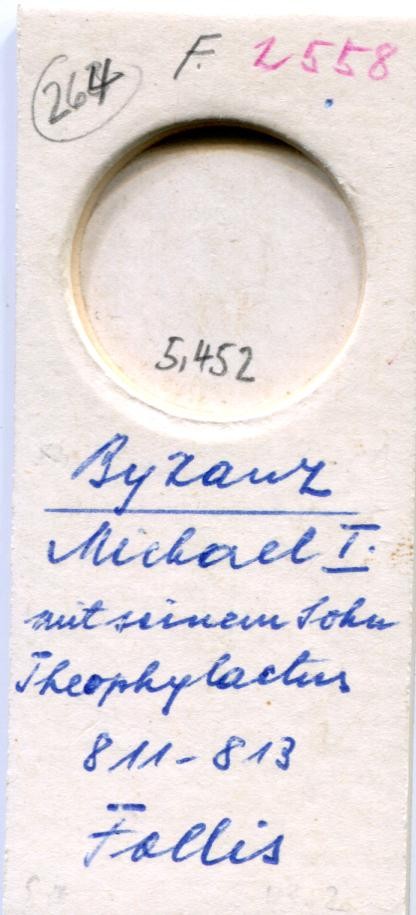 264 F. 2558
5,452
Byzanz
Michael I.
mit seinem Sohn
Theophylactus
811-813
Follis